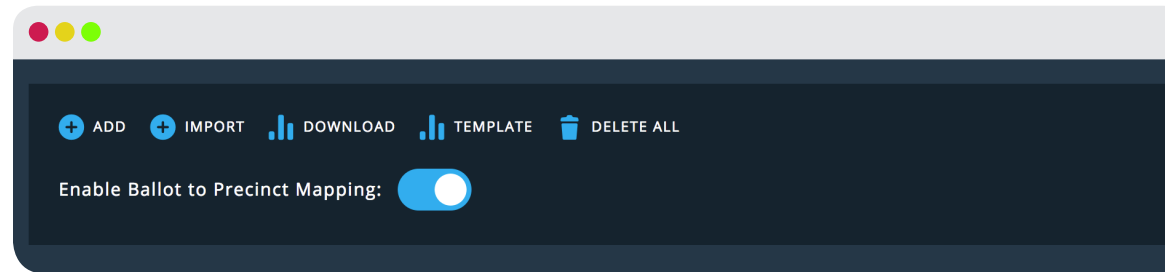 ADD IMPORT DOWNLOAD TEMPLATE DELETE ALL
Enable Ballot to Precinct Mapping: